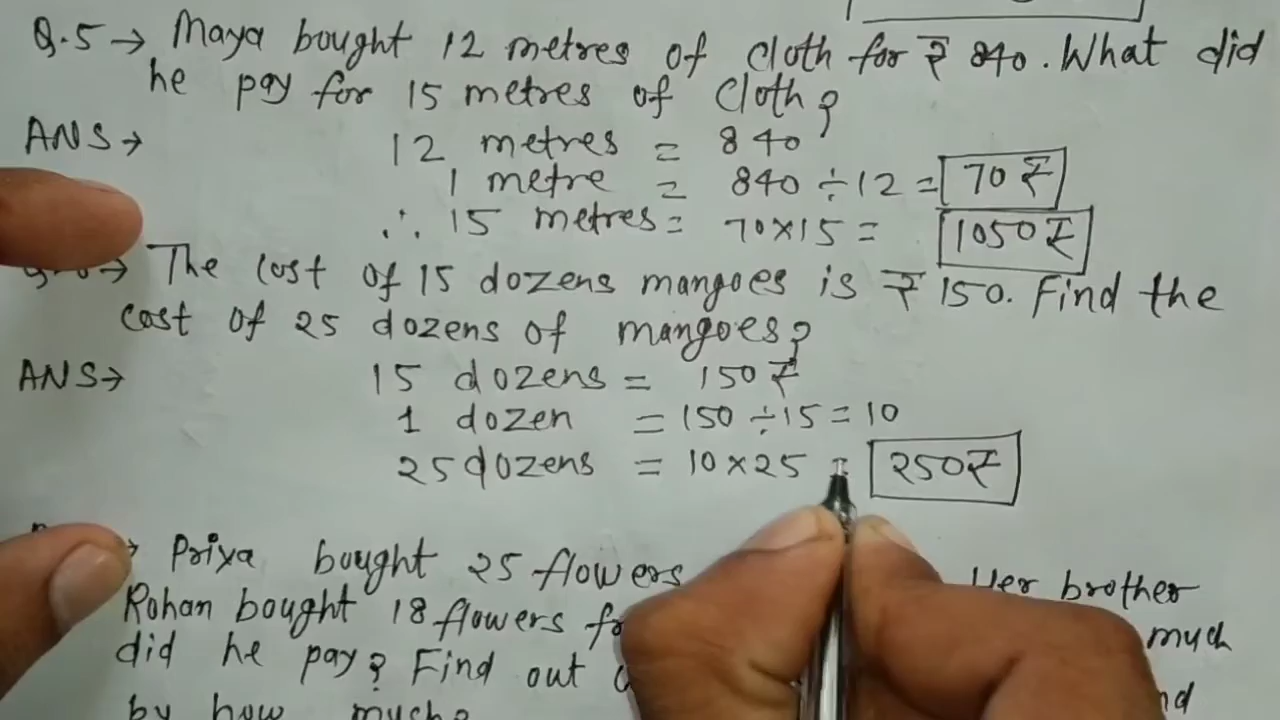 Q.5→ Maya bought 12 metres of cloth for ₹ 840. What did
he pay for 15 metres of cloth?
ANS→
12 metres = 840
1 metre = 840 ÷ 12 = 70 ₹
∴ 15 metres = 70×15 = 1050 ₹
→ The cost of 15 dozens mangoes is ₹ 150. Find the
cost of 25 dozens of mangoes?
ANS→
15 dozens = 150 ₹
1 dozen = 150 ÷ 15 = 10
25 dozens = 10 × 25 = 250 ₹
Priya bought 25 flowers Her brother
Rohan bought 18 flowers much
did he pay? Find out
by how much?